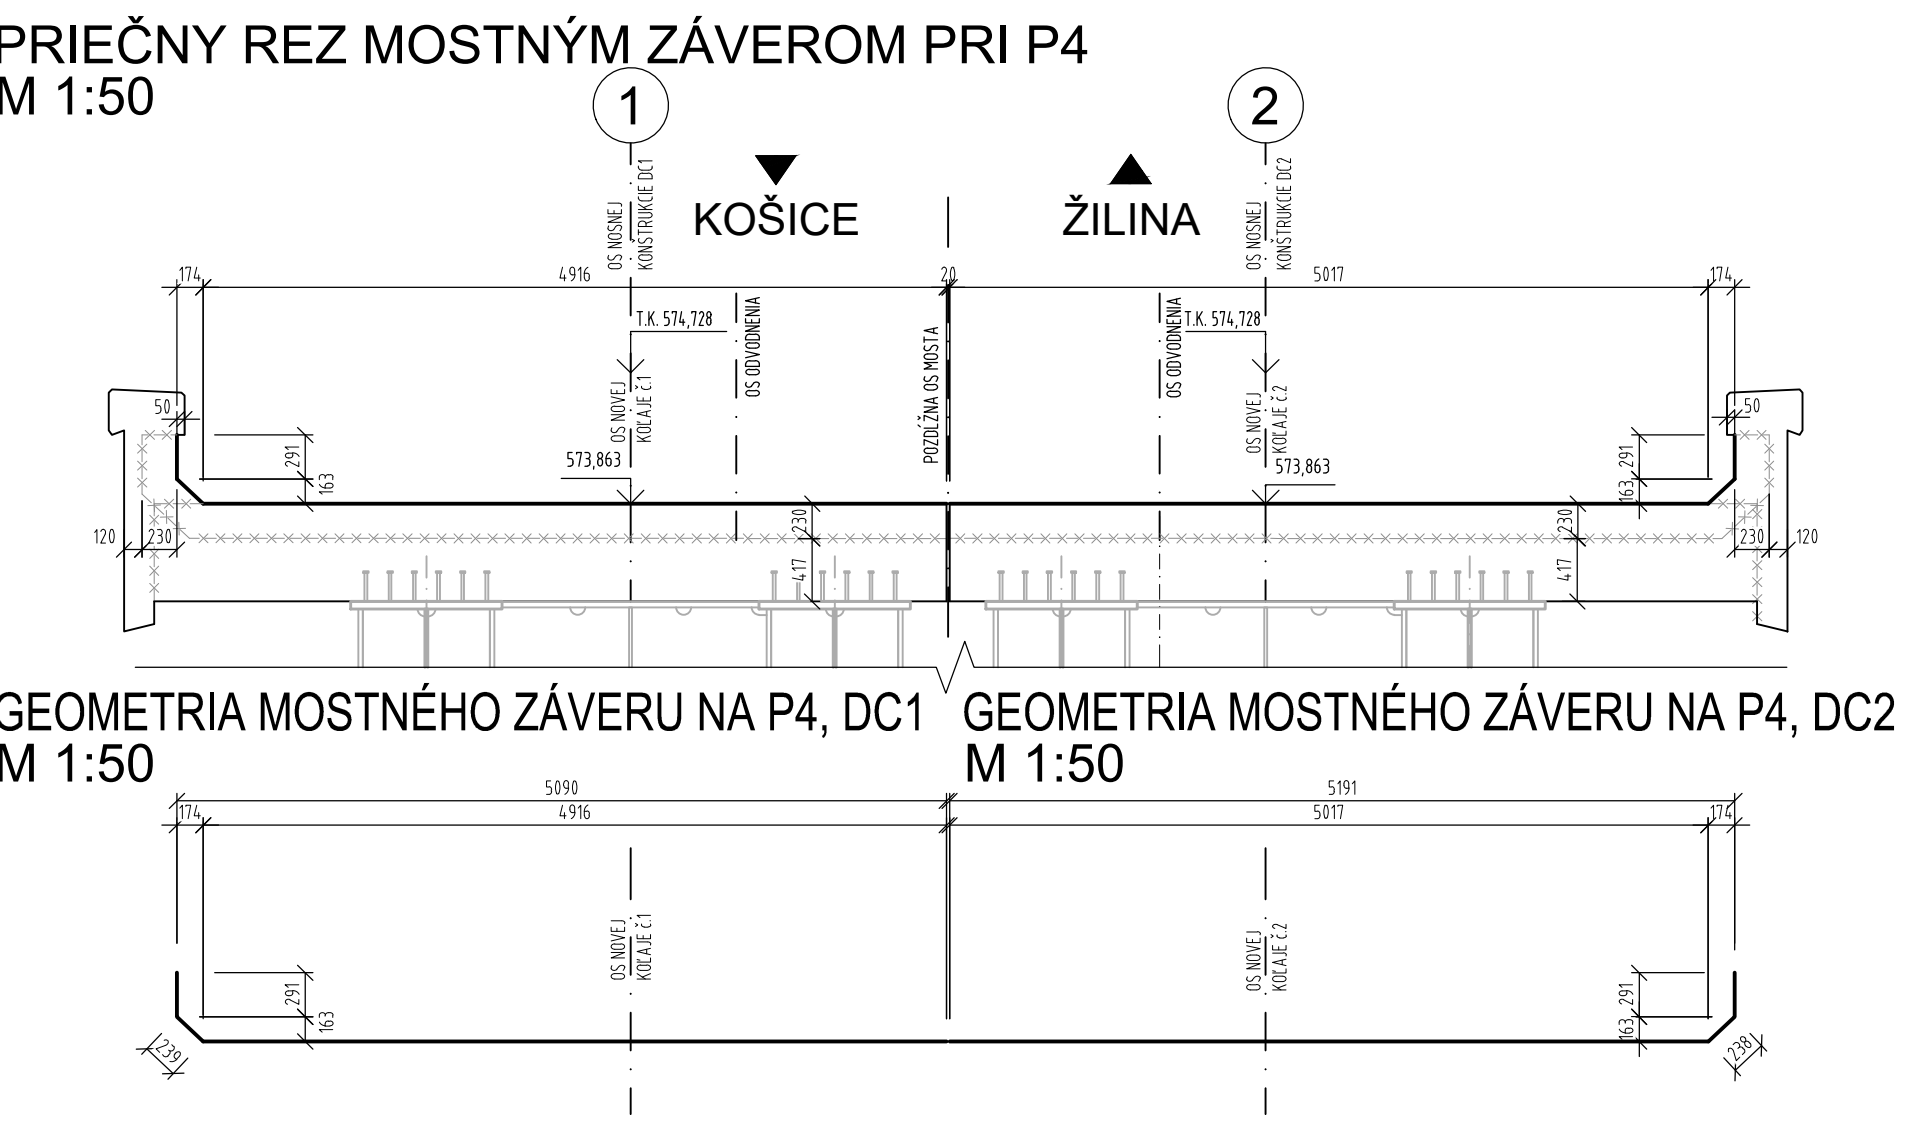 PRIEČNY REZ MOSTNÝM ZÁVEROM PRI P4
M 1:50
1
2
OS NOSNEJ
KONŠTRUKCIE DC1
KOŠICE
ŽILINA
OS NOSNEJ
KONŠTRUKCIE DC2
174
4916
20
5017
174
T.K. 574,728
OS ODVODNENIA
POZDĹŽNA OS MOSTA
OS ODVODNENIA
T.K. 574,728
OS NOVEJ
KOĽAJE č.1
OS NOVEJ
KOĽAJE č.2
50
50
291
163
573,863
573,863
291
163
120
230
230
417
230
417
230
120
GEOMETRIA MOSTNÉHO ZÁVERU NA P4, DC1
M 1:50
GEOMETRIA MOSTNÉHO ZÁVERU NA P4, DC2
M 1:50
5090
5191
174
4916
5017
174
OS NOVEJ
KOĽAJE č.1
OS NOVEJ
KOĽAJE č.2
291
163
291
163
239
238